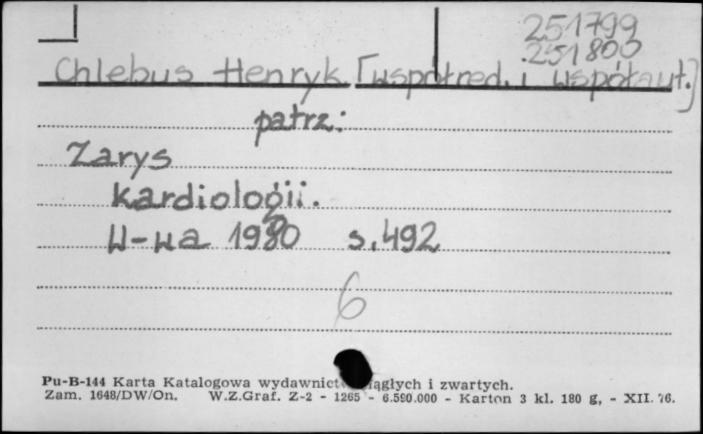 251799
251800
Chlebus Henryk [współred. i współaut.]
patrz:
Zarys
kardiologii.
W-wa 1980 s. 492
6
Pu-B-144 Karta Katalogowa ciągłych i zwartych.
Zam. 1648/DW/On. W.Z.Graf. Z-2 - 1265 - 6.590.000 - Karton 3 kl. 180 g, - XII. 76.